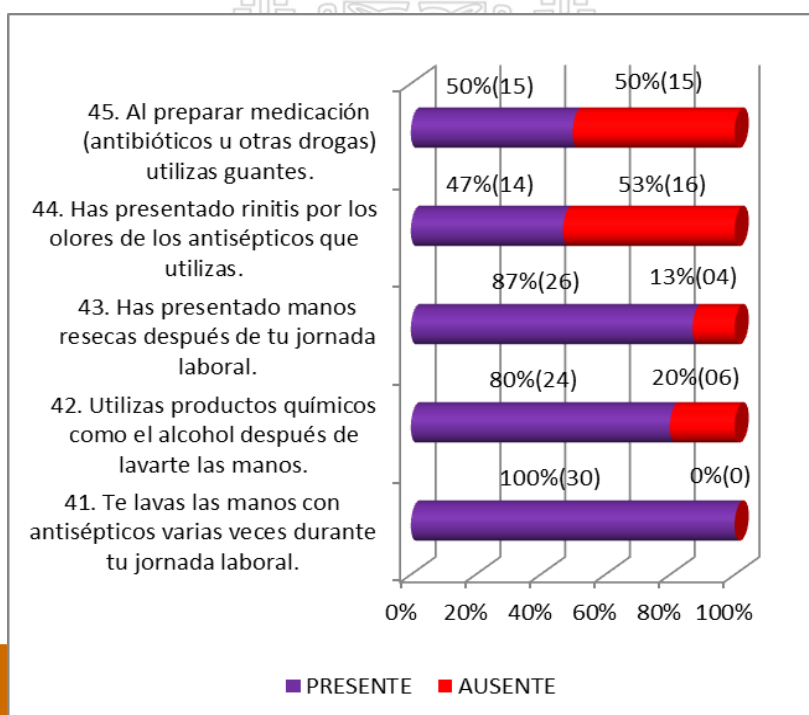 50%(15) 50%(15)
45. Al preparar medicación
(antibióticos u otras drogas)
utilizas guantes.
47%(14) 53%(16)
44. Has presentado rinitis por los
olores de los antisépticos que
utilizas.
87%(26) 13%(04)
43. Has presentado manos
resecas después de tu jornada
laboral.
80%(24) 20%(06)
42. Utilizas productos químicos
como el alcohol después de
lavarte las manos.
100%(30) 0%(0)
41. Te lavas las manos con
antisépticos varias veces durante
tu jornada laboral.
0% 20% 40% 60% 80% 100%
PRESENTE AUSENTE